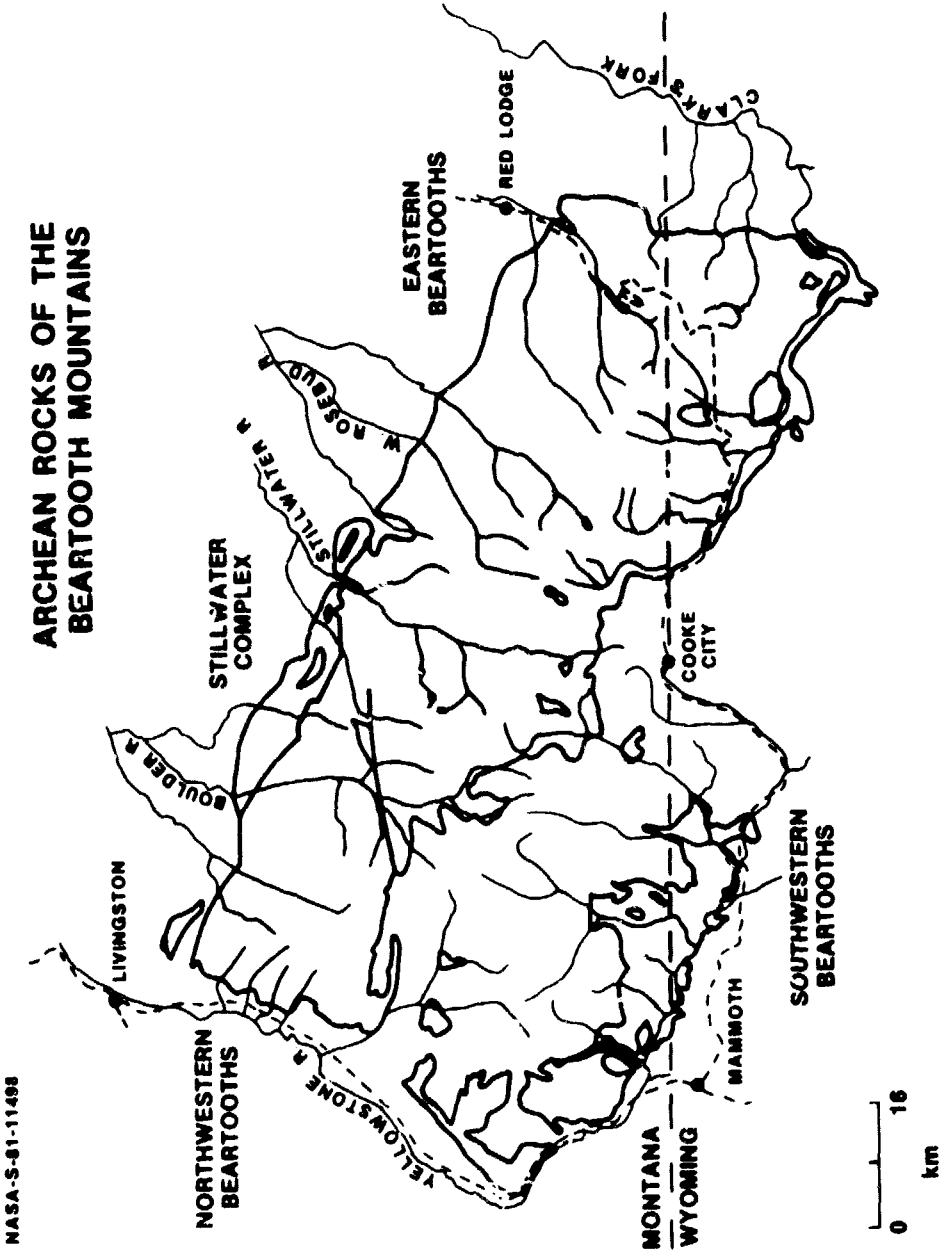 NASA-S-81-11498
ARCHEAN ROCKS OF THE
BEARTOOTH MOUNTAINS
LIVINGSTON
BOULDER R
STILLWATER
COMPLEX
STILLWATER R
W ROSEBUD R
EASTERN
BEARTOOTHS
RED LODGE
NORTHWESTERN
BEARTOOTHS
YELLOWSTONE R
CLARKS FORK
COOKE
CITY
MONTANA
WYOMING
MAMMOTH
SOUTHWESTERN
BEARTOOTHS
0 16
km